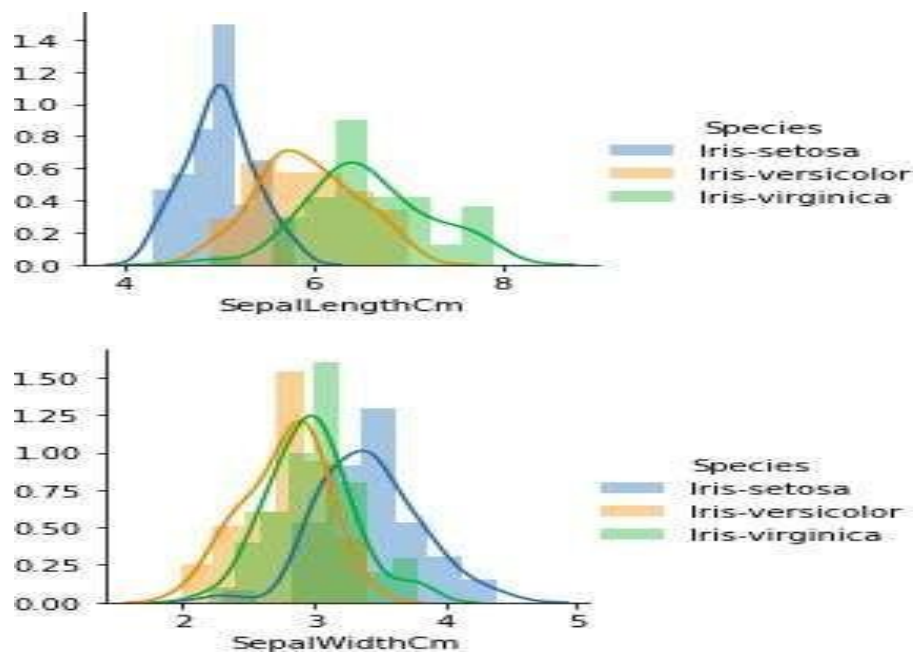 1.4
1.2
1.0
0.8
0.6
0.4
0.2
0.0
4 6 8
SepalLengthCm
Species
Iris-setosa
Iris-versicolor
Iris-virginica
1.50
1.25
1.00
0.75
0.50
0.25
0.00
2 3 4 5
SepalWidthCm
Species
Iris-setosa
Iris-versicolor
Iris-virginica